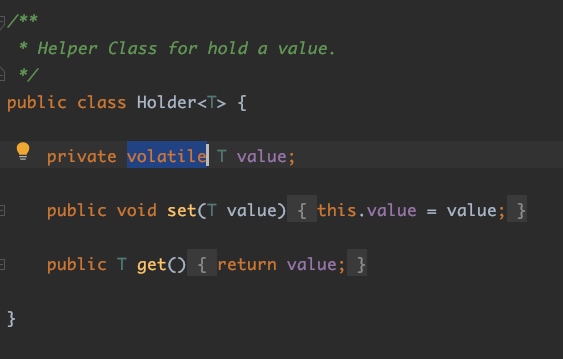 /**
* Helper Class for hold a value.
*/
public class Holder<T> {
private volatile T value;
public void set(T value) { this.value = value; }
public T get() { return value; }
}